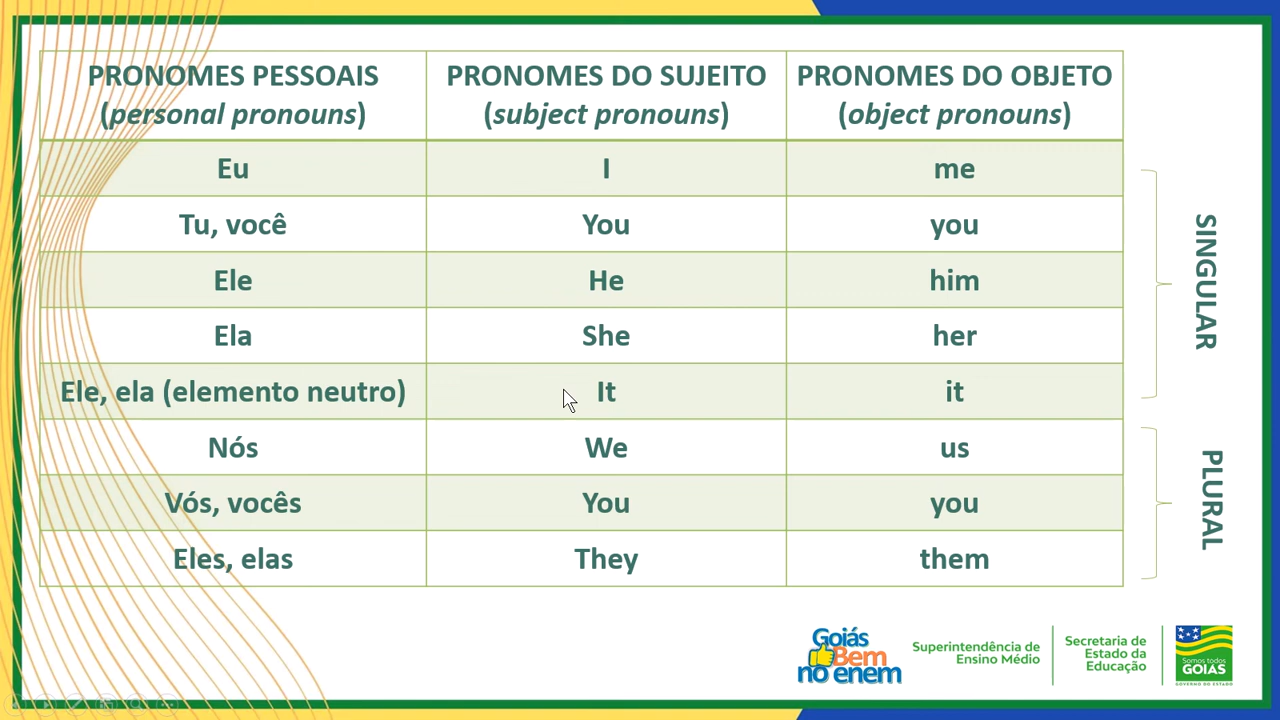 PRONOMES PESSOAIS
(personal pronouns)
PRONOMES DO SUJEITO
(subject pronouns)
PRONOMES DO OBJETO
(object pronouns)
Eu I me
Tu, você You you
Ele He him
Ela She her
Ele, ela (elemento neutro) It it
Nós We us
Vós, vocês You you
Eles, elas They them
SINGULAR
PLURAL
Goiás
Bem
no enem
Superintendência de
Ensino Médio
Secretaria de
Estado da
Educação
Somos todos
GOIÁS
GOVERNO DO ESTADO